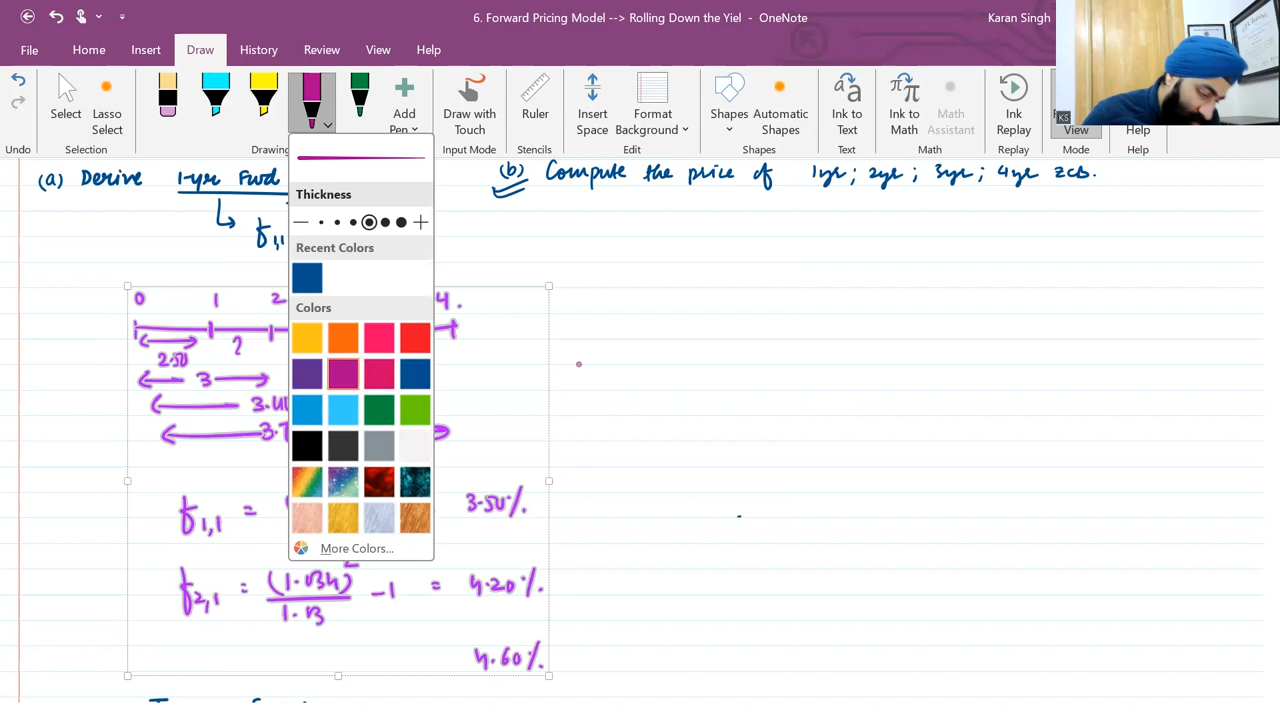 6. Forward Pricing Model --> Rolling Down the Yiel - OneNote
Karan Singh
File Home Insert Draw History Review View Help
Select Lasso Select Add Pen Draw with Touch Ruler Insert Space Format Background Shapes Automatic Shapes Ink to Text Ink to Math Math Assistant Ink Replay View Help
Undo Selection Drawing Input Mode Stencils Edit Shapes Text Math Replay Mode Help
KS
(a) Derive 1-yr Fwd
(b) Compute the price of 1yr; 2yr; 3yr; 4yr zcb.
f1,1
Thickness
Recent Colors
Colors
More Colors...
0 1 2 4.
2.50 2
3
f1,1 = 3.50%.
f2,1 = (1.034)
1.03 -1 = 4.20%.
4.60%.